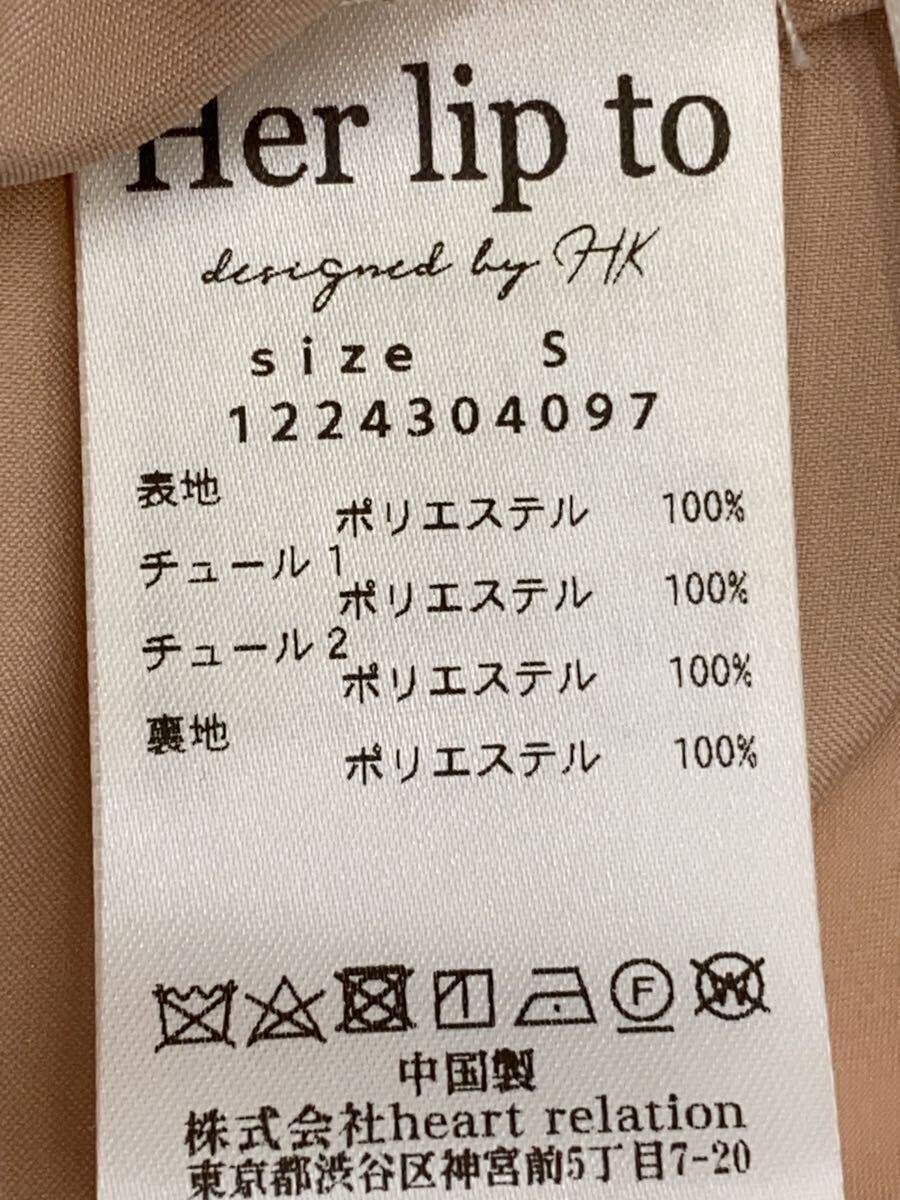 Her lip to
designed by HK
size S
1224304097
表地
ポリエステル 100%
チュール1
ポリエステル 100%
チュール2
ポリエステル 100%
裏地
ポリエステル 100%
F W
中国製
株式会社heart relation
東京都渋谷区神宮前5丁目7-20